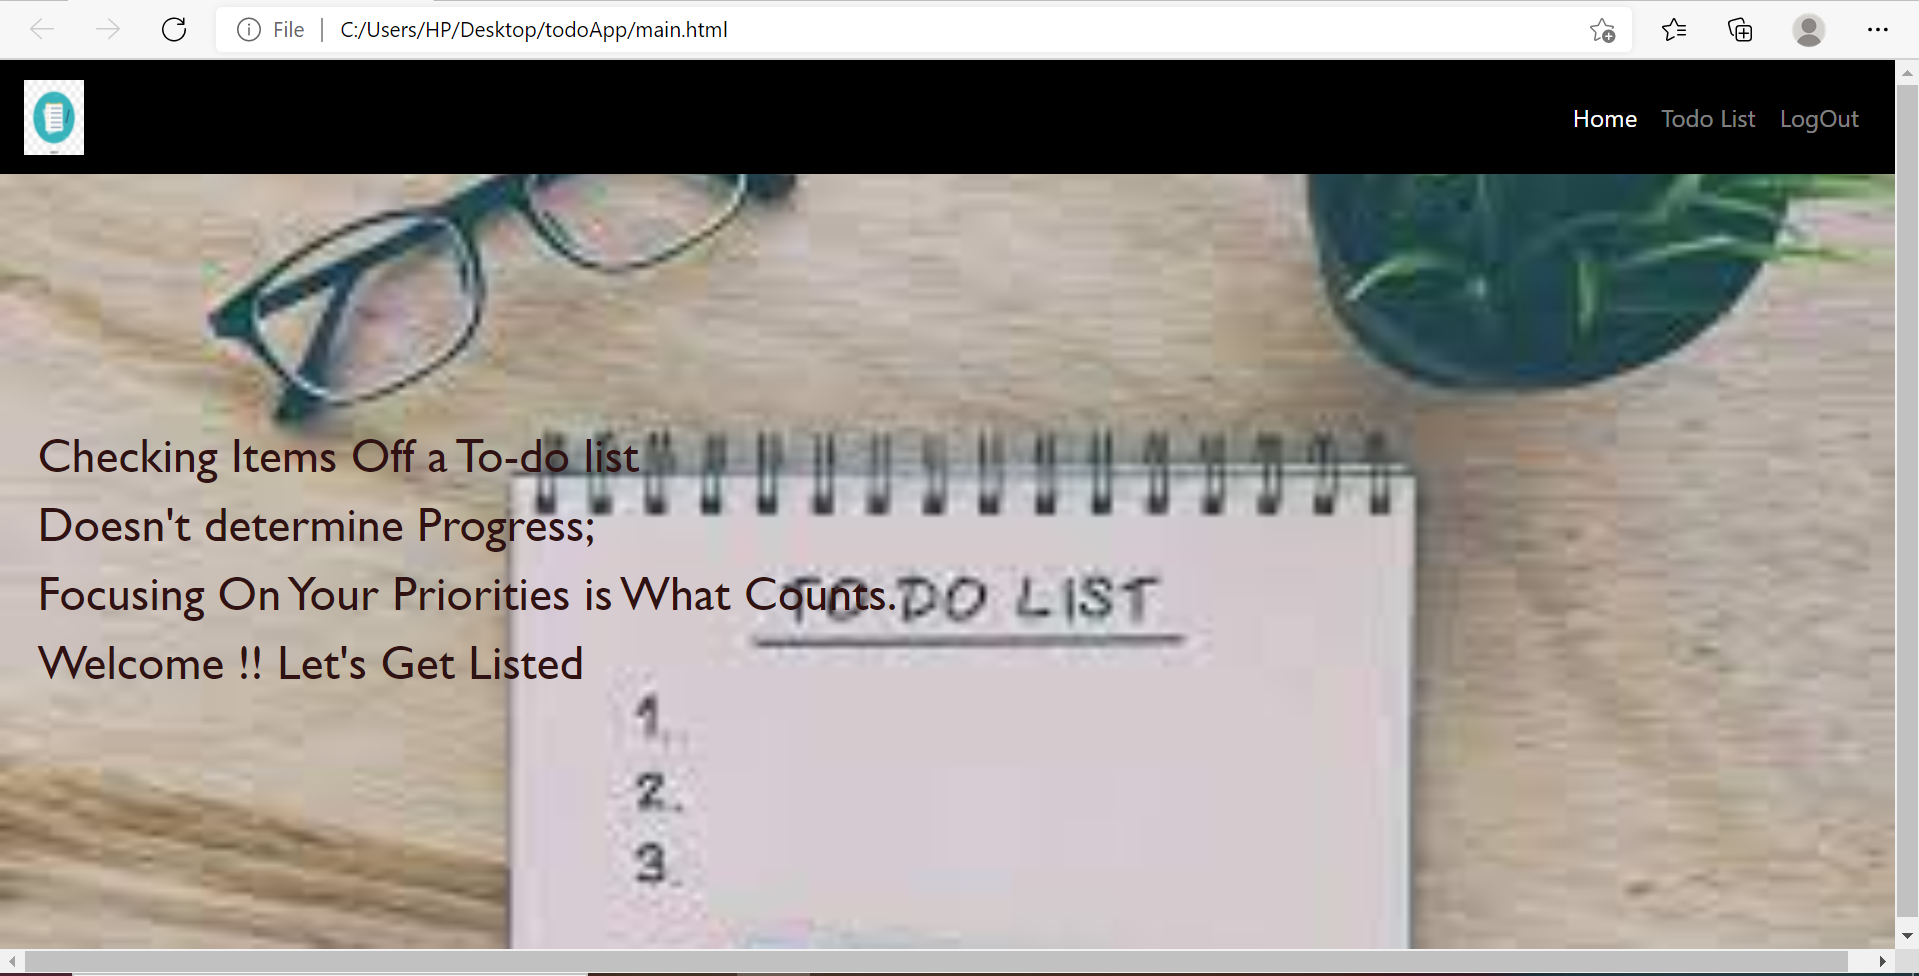 File
C:/Users/HP/Desktop/todoApp/main.html
Home Todo List LogOut
Checking Items Off a To-do list
Doesn't determine Progress;
Focusing On Your Priorities is What Counts.
Welcome !! Let's Get Listed
TO DO LIST
1.
2.
3.